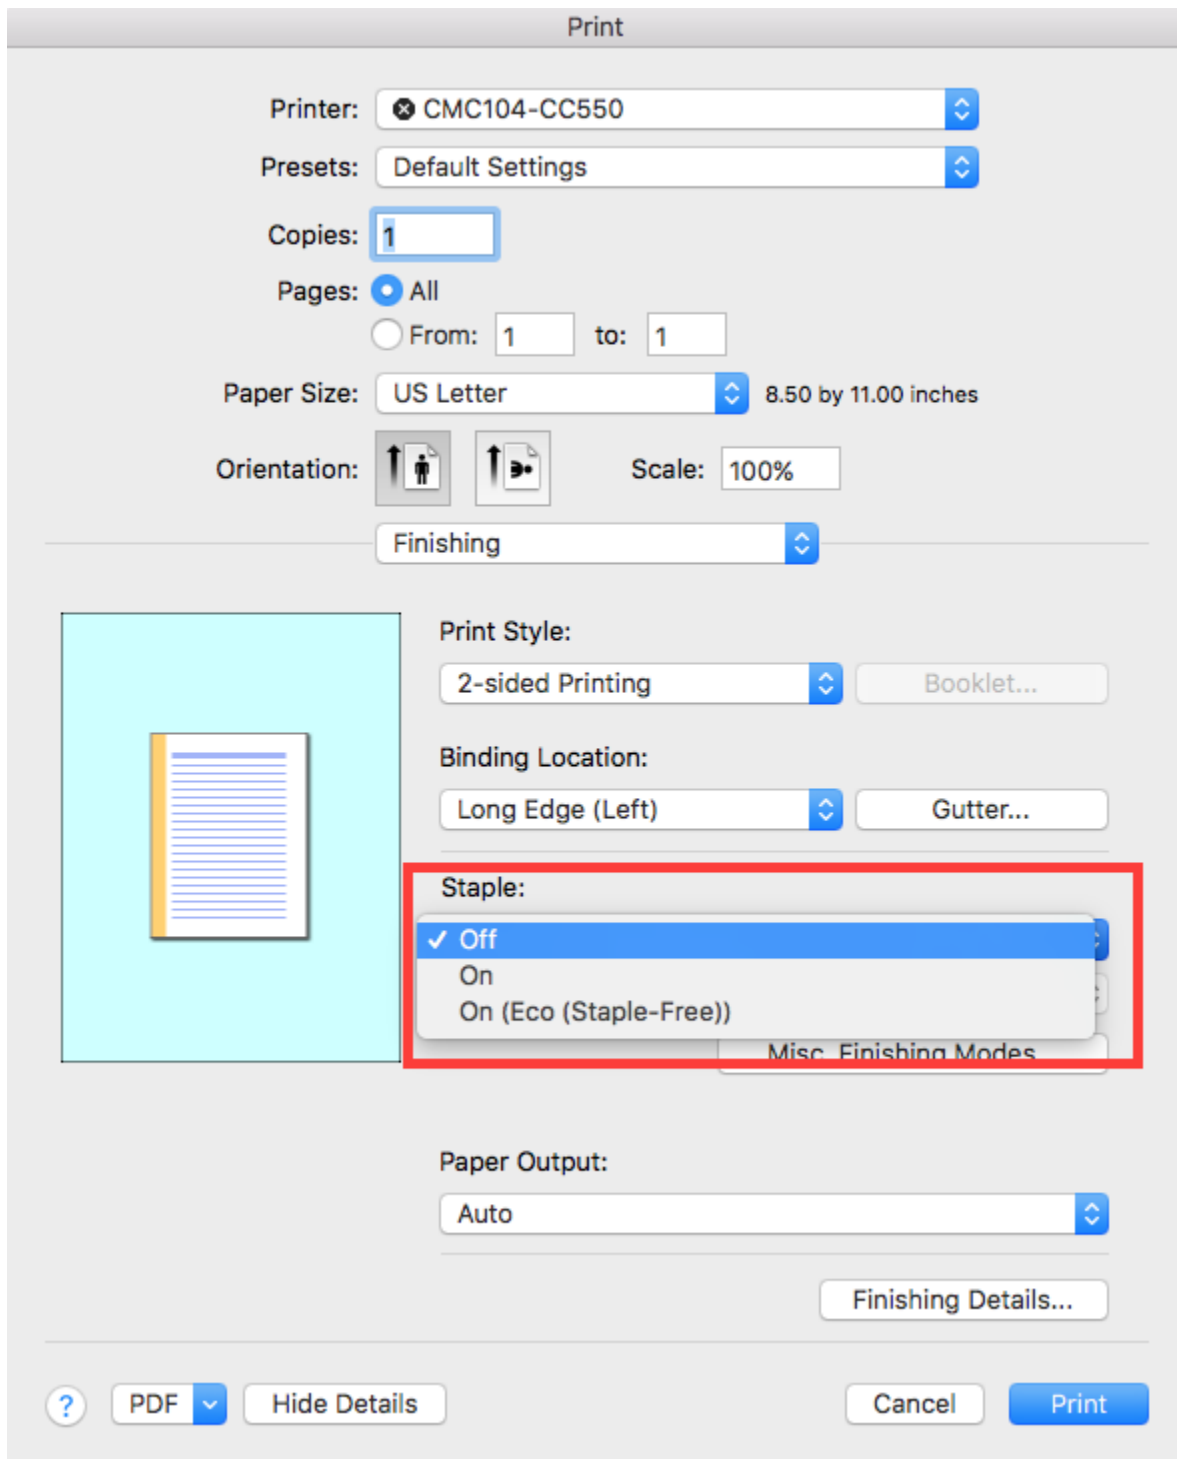 Print
Printer: CMC104-CC550
Presets: Default Settings
Copies: 1
Pages: All
From: 1 to: 1
Paper Size: US Letter 8.50 by 11.00 inches
Orientation: Scale: 100%
Finishing
Print Style:
2-sided Printing Booklet...
Binding Location:
Long Edge (Left) Gutter...
Staple:
✓ Off
On
On (Eco (Staple-Free))
Misc. Finishing Modes
Paper Output:
Auto
Finishing Details...
? PDF Hide Details Cancel Print